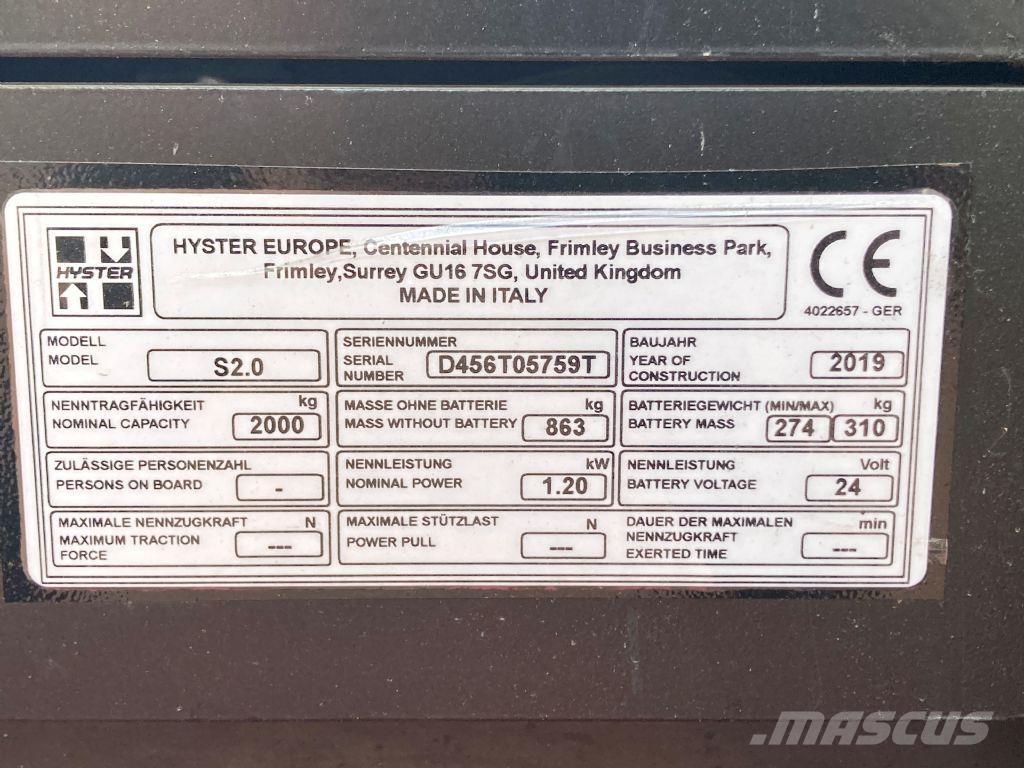 HYSTER
HYSTER EUROPE, Centennial House, Frimley Business Park,
Frimley,Surrey GU16 7SG, United Kingdom
MADE IN ITALY
CE
4022657 - GER
MODELL
MODEL S2.0
SERIENNUMMER
SERIAL
NUMBER D456T05759T
BAUJAHR
YEAR OF
CONSTRUCTION 2019
NENNTRAGFÄHIGKEIT kg
NOMINAL CAPACITY 2000
MASSE OHNE BATTERIE kg
MASS WITHOUT BATTERY 863
BATTERIEGEWICHT (MIN/MAX) kg
BATTERY MASS 274 310
ZULÄSSIGE PERSONENZAHL
PERSONS ON BOARD -
NENNLEISTUNG kW
NOMINAL POWER 1.20
NENNLEISTUNG Volt
BATTERY VOLTAGE 24
MAXIMALE NENNZUGKRAFT N
MAXIMUM TRACTION
FORCE ---
MAXIMALE STÜTZLAST N
POWER PULL ---
DAUER DER MAXIMALEN min
NENNZUGKRAFT
EXERTED TIME ---
MASCUS